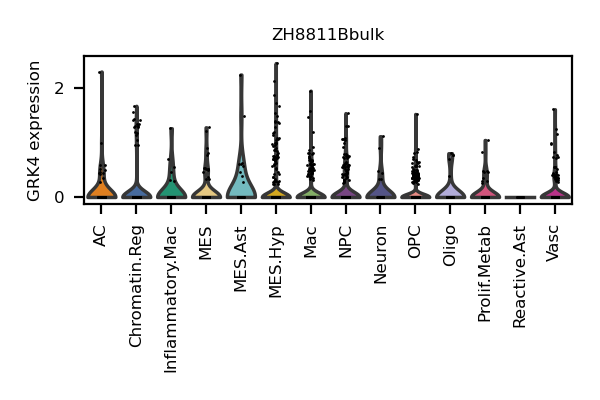 ZH8811Bbulk
GRK4 expression
2
0
AC
Chromatin.Reg
Inflammatory.Mac
MES
MES.Ast
MES.Hyp
Mac
NPC
Neuron
OPC
Oligo
Prolif.Metab
Reactive.Ast
Vasc